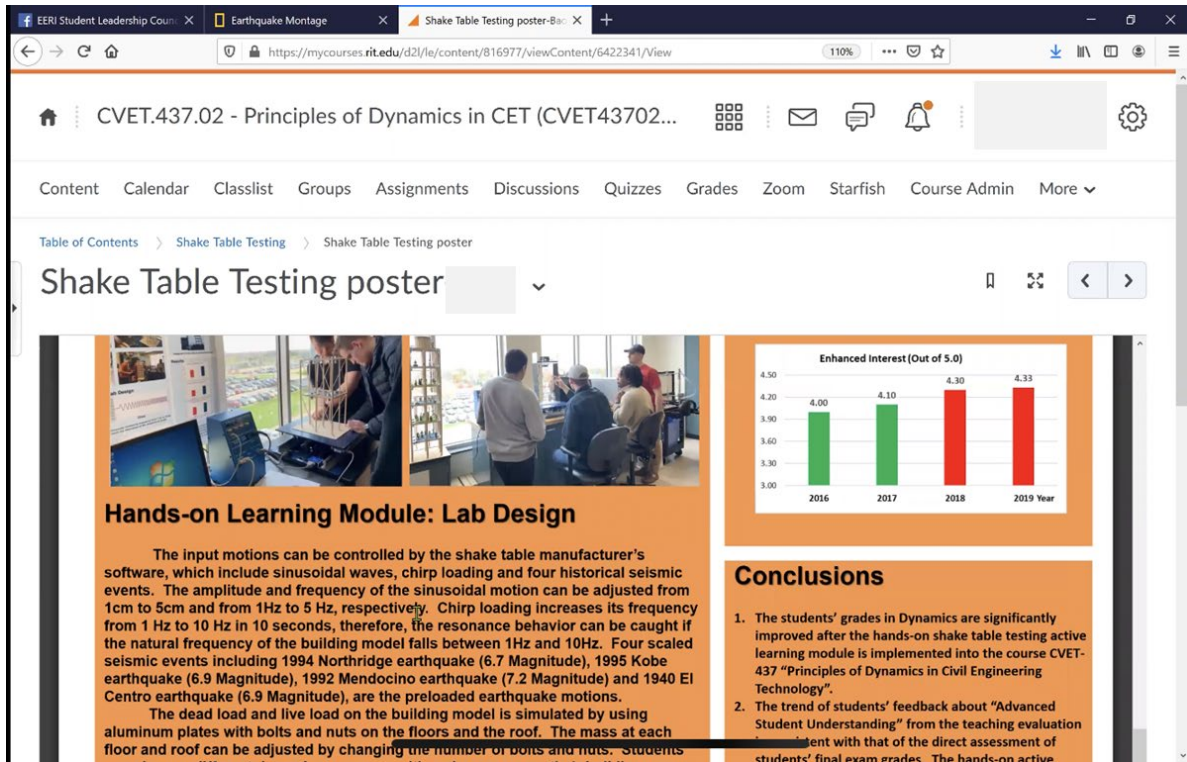 EERI Student Leadership Coun
Earthquake Montage
Shake Table Testing poster-Bac
https://mycourses.rit.edu/d2l/le/content/816977/viewContent/6422341/View
110%
CVET.437.02 - Principles of Dynamics in CET (CVET43702...
Content Calendar Classlist Groups Assignments Discussions Quizzes Grades Zoom Starfish Course Admin More
Table of Contents > Shake Table Testing > Shake Table Testing poster
Shake Table Testing poster
Hands-on Learning Module: Lab Design
The input motions can be controlled by the shake table manufacturer's
software, which include sinusoidal waves, chirp loading and four historical seismic
events. The amplitude and frequency of the sinusoidal motion can be adjusted from
1cm to 5cm and from 1Hz to 5 Hz, respectively. Chirp loading increases its frequency
from 1 Hz to 10 Hz in 10 seconds, therefore, the resonance behavior can be caught if
the natural frequency of the building model falls between 1Hz and 10Hz. Four scaled
seismic events including 1994 Northridge earthquake (6.7 Magnitude), 1995 Kobe
earthquake (6.9 Magnitude), 1992 Mendocino earthquake (7.2 Magnitude) and 1940 El
Centro earthquake (6.9 Magnitude), are the preloaded earthquake motions.
The dead load and live load on the building model is simulated by using
aluminum plates with bolts and nuts on the floors and the roof. The mass at each
floor and roof can be adjusted by changing the number of bolts and nuts. Students
Enhanced Interest (Out of 5.0)
4.50
4.20
3.90
3.60
3.30
3.00
4.00
4.10
4.30
4.33
2016 2017 2018 2019 Year
Conclusions
1. The students' grades in Dynamics are significantly
improved after the hands-on shake table testing active
learning module is implemented into the course CVET-
437 "Principles of Dynamics in Civil Engineering
Technology".
2. The trend of students' feedback about "Advanced
Student Understanding" from the teaching evaluation
with that of the direct assessment of
students' final exam grades. The hands-on active